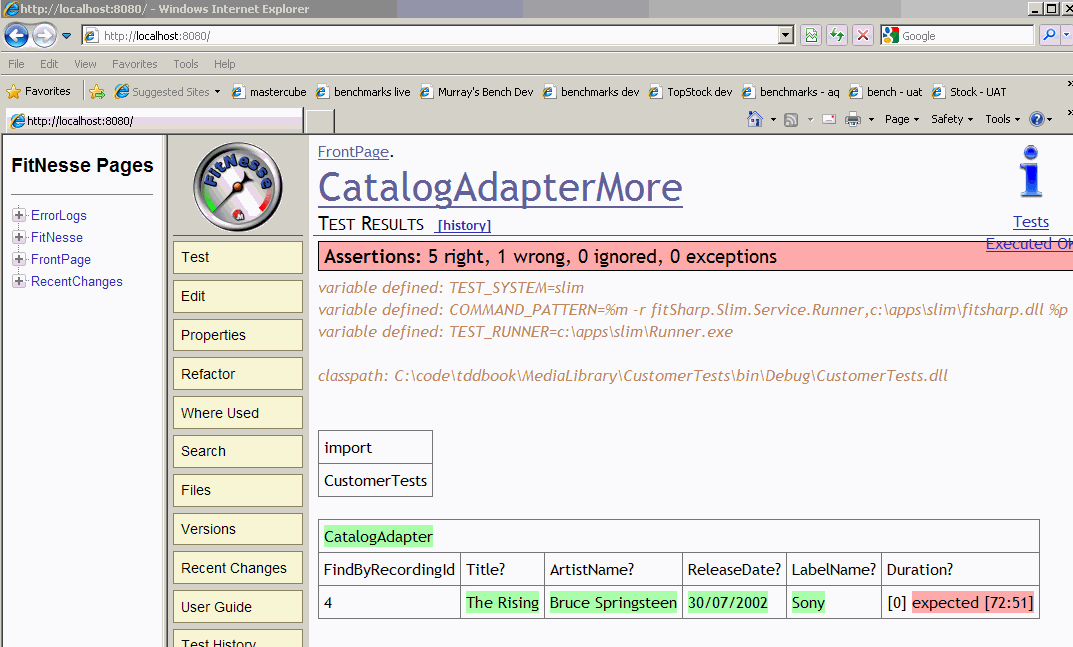 http://localhost:8080/ - Windows Internet Explorer
http://localhost:8080/
Google
File Edit View Favorites Tools Help
Favorites Suggested Sites mastercube benchmarks live Murray's Bench Dev benchmarks dev TopStock dev benchmarks - aq bench - uat Stock - UAT
http://localhost:8080/
Page Safety Tools
FitNesse Pages
ErrorLogs
FitNesse
FrontPage
RecentChanges
FitNesse
Test
Edit
Properties
Refactor
Where Used
Search
Files
Versions
Recent Changes
User Guide
Test History
FrontPage.
CatalogAdapterMore
TEST RESULTS [history]
Tests
Executed OK
Assertions: 5 right, 1 wrong, 0 ignored, 0 exceptions
variable defined: TEST_SYSTEM=slim
variable defined: COMMAND_PATTERN=%m -r fitSharp.Slim.Service.Runner,c:\apps\slim\fitsharp.dll %p
variable defined: TEST_RUNNER=c:\apps\slim\Runner.exe
classpath: C:\code\tddbook\MediaLibrary\CustomerTests\bin\Debug\CustomerTests.dll
import
CustomerTests
CatalogAdapter
FindByRecordingId Title? ArtistName? ReleaseDate? LabelName? Duration?
4 The Rising Bruce Springsteen 30/07/2002 Sony [0] expected [72:51]